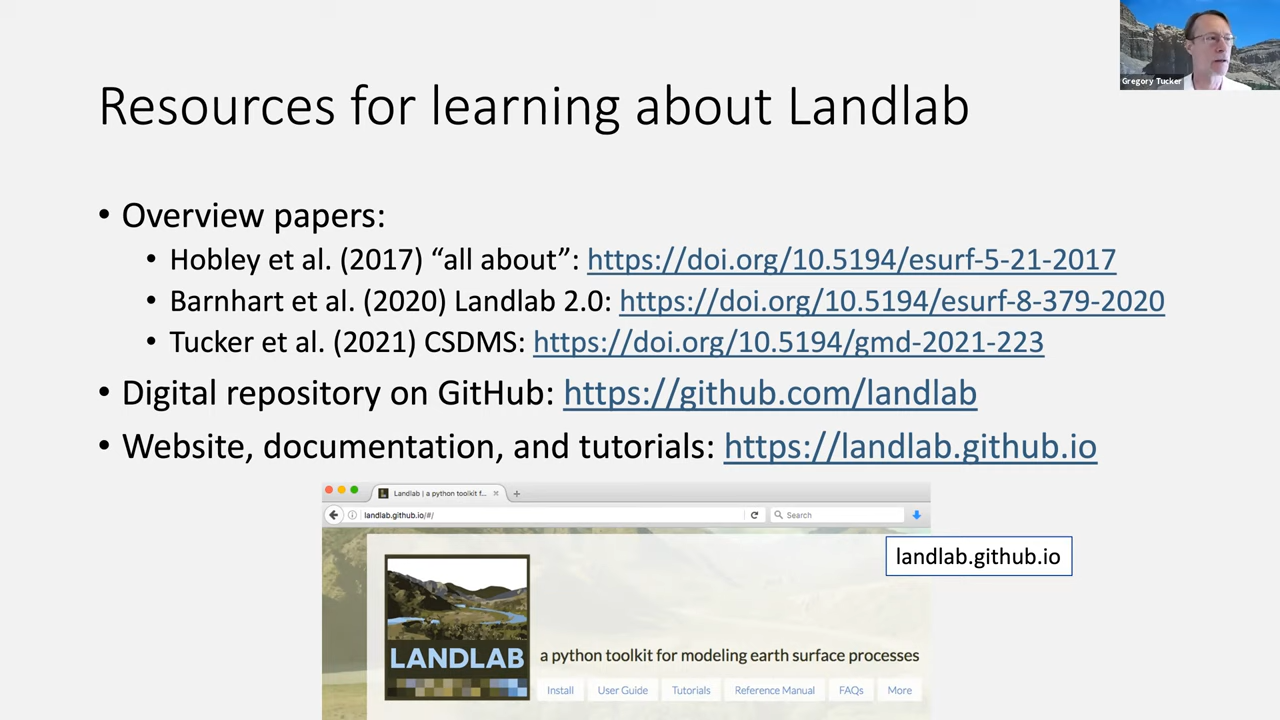 Gregory Tucker
Resources for learning about Landlab
• Overview papers:
• Hobley et al. (2017) “all about”: https://doi.org/10.5194/esurf-5-21-2017
• Barnhart et al. (2020) Landlab 2.0: https://doi.org/10.5194/esurf-8-379-2020
• Tucker et al. (2021) CSDMS: https://doi.org/10.5194/gmd-2021-223
• Digital repository on GitHub: https://github.com/landlab
• Website, documentation, and tutorials: https://landlab.github.io
Landlab | a python toolkit f...
landlab.github.io/#/
Search
landlab.github.io
LANDLAB
a python toolkit for modeling earth surface processes
Install User Guide Tutorials Reference Manual FAQs More